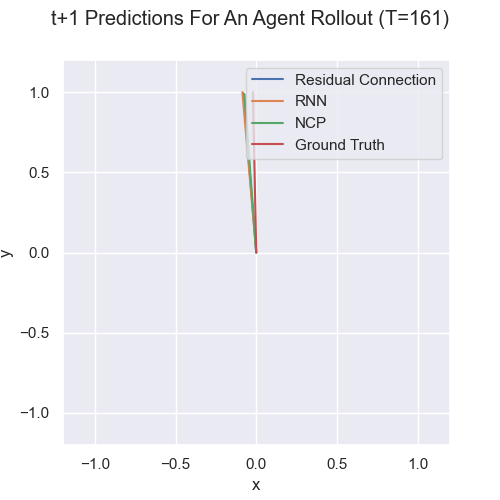 t+1 Predictions For An Agent Rollout (T=161)
Residual Connection
RNN
NCP
Ground Truth
1.0
0.5
0.0
−0.5
−1.0
y
−1.0 −0.5 0.0 0.5 1.0
x